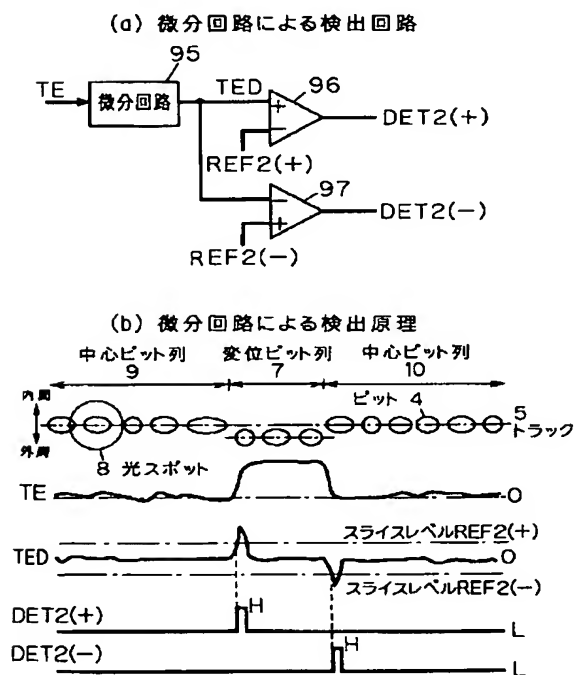 (a) 微分回路による検出回路
95
TE
微分回路
TED
96
+
−
DET2(+)
REF2(+)
97
−
+
DET2(−)
REF2(−)
(b) 微分回路による検出原理
中心ピット列 変位ピット列 中心ピット列
9 7 10
内周
ピット 4
5
トラック
外周
8 光スポット
TE
0
スライスレベルREF2(+)
TED
0
スライスレベルREF2(−)
DET2(+)
H
L
DET2(−)
H
L